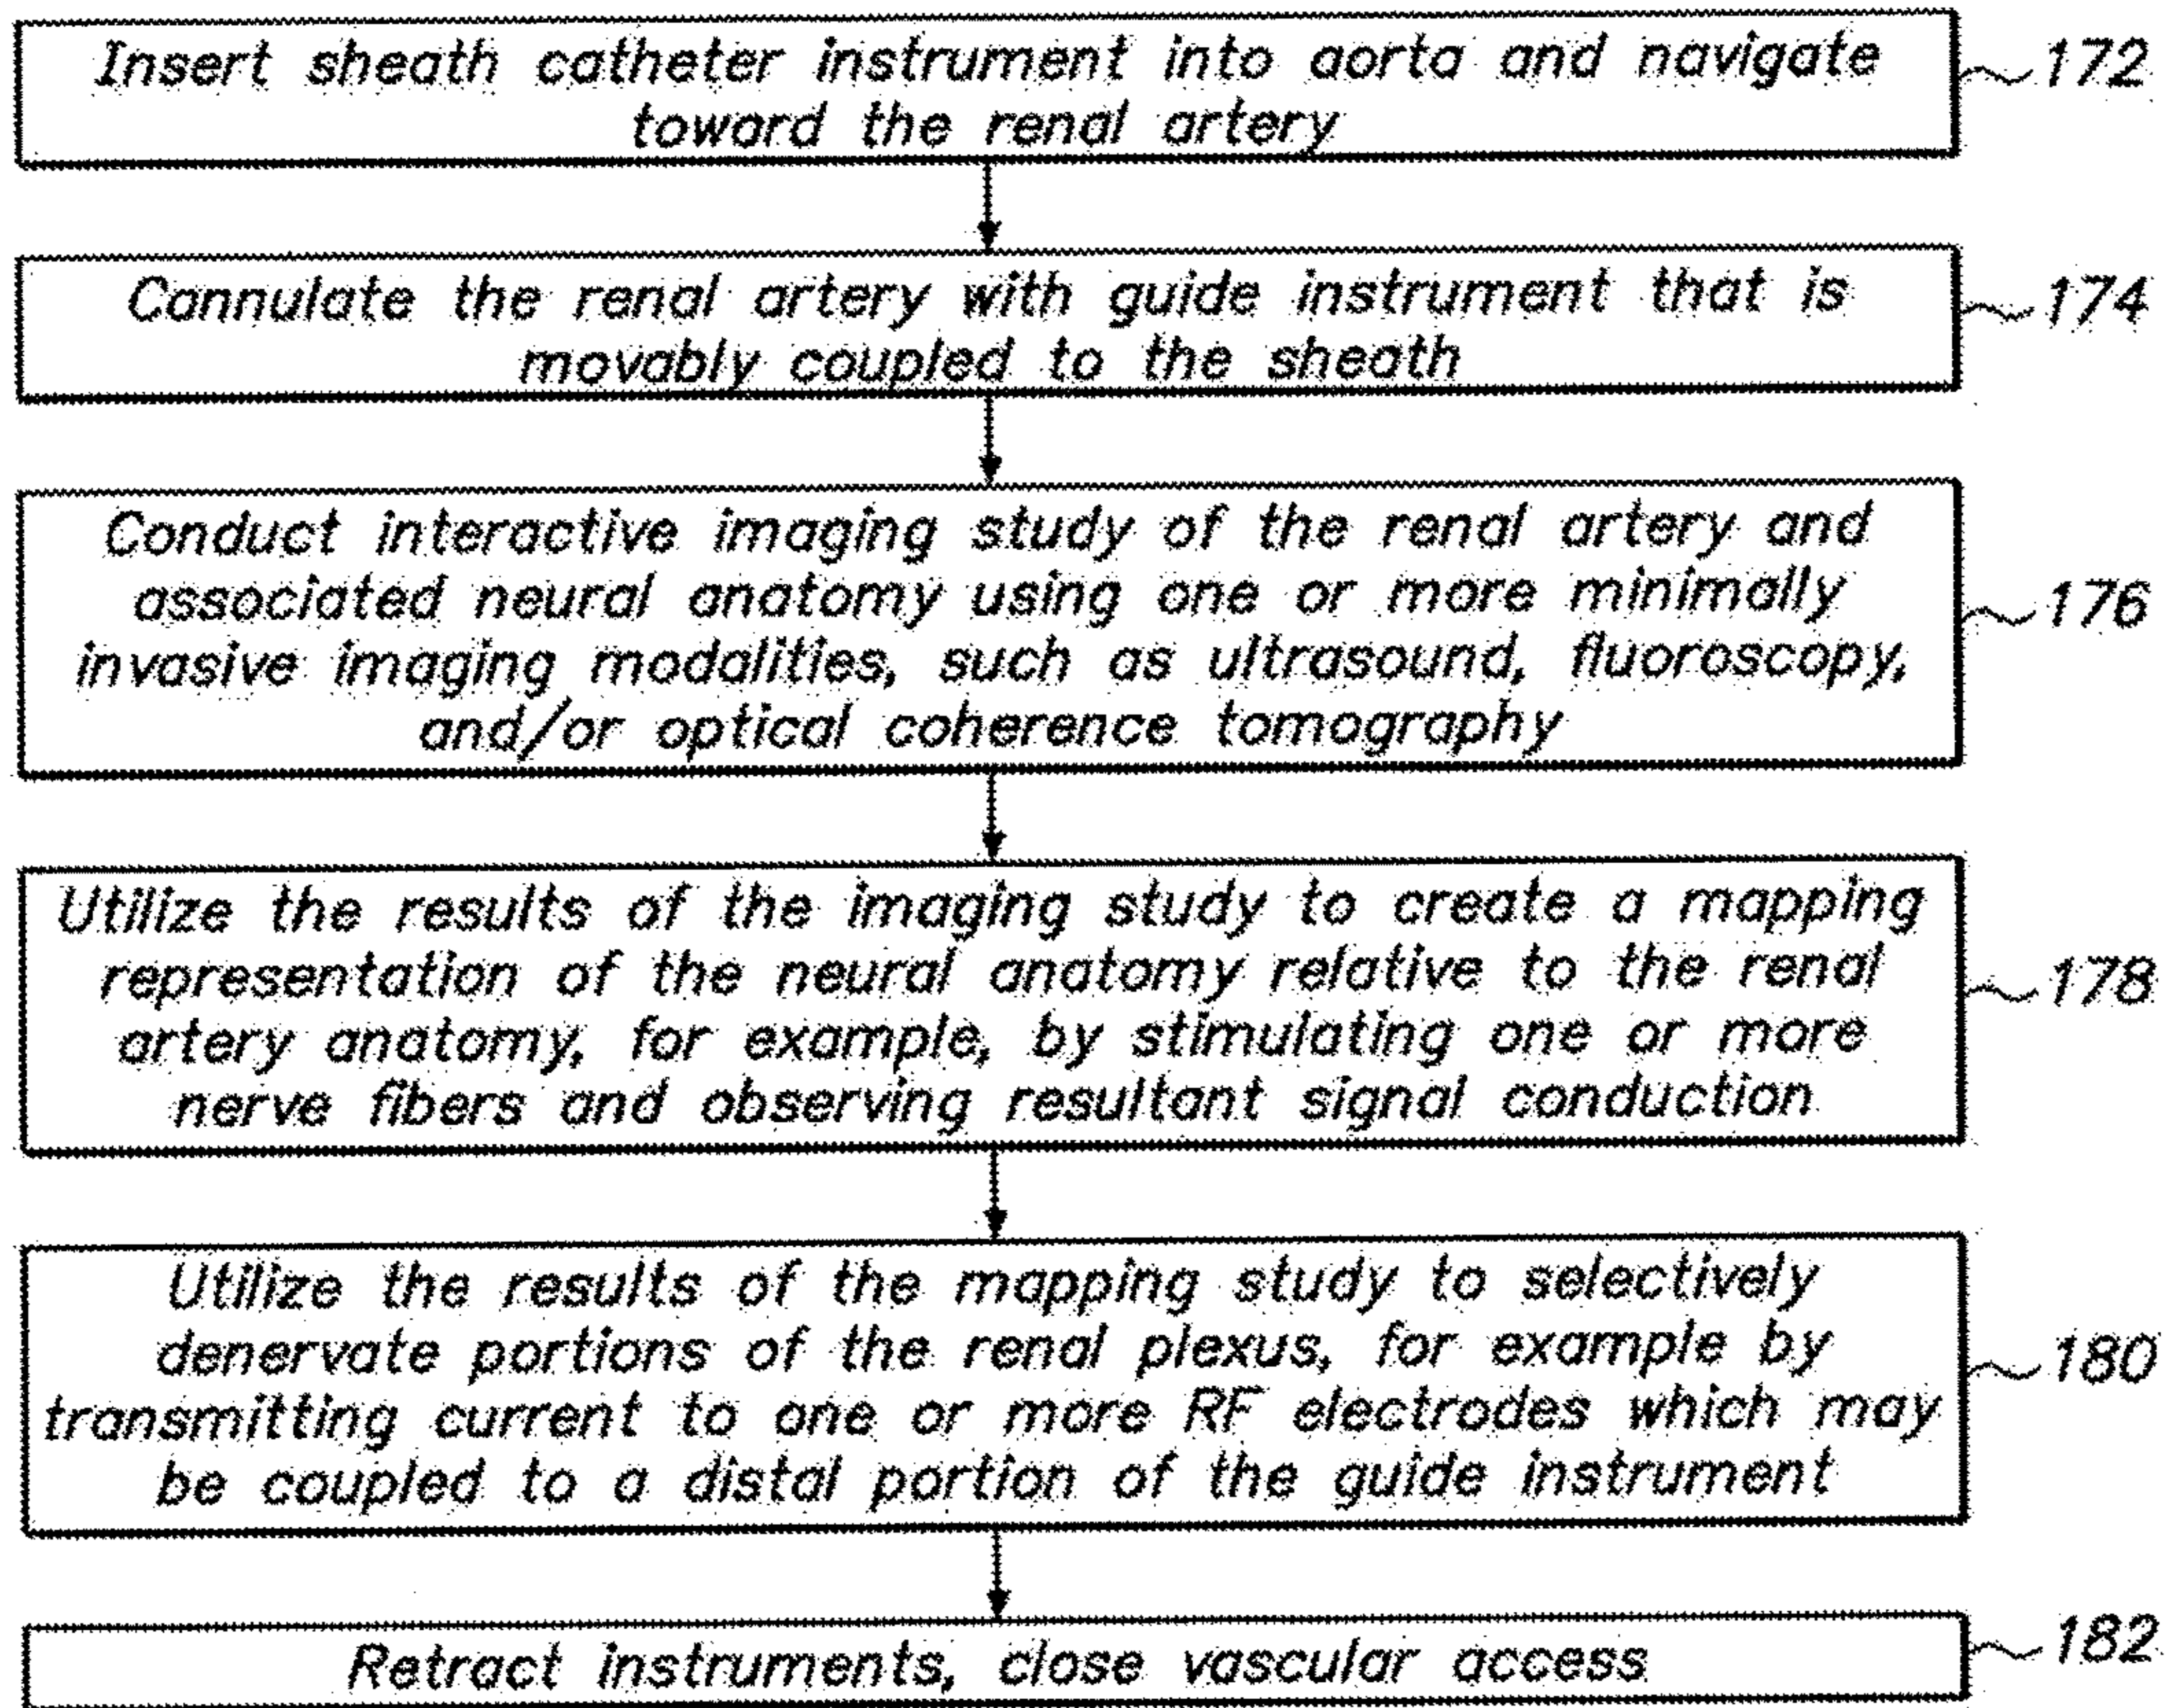 Insert sheath catheter instrument into aorta and navigate
toward the renal artery
172
Cannulate the renal artery with guide instrument that is
movably coupled to the sheath
174
Conduct interactive imaging study of the renal artery and
associated neural anatomy using one or more minimally
invasive imaging modalities, such as ultrasound, fluoroscopy,
and/or optical coherence tomography
176
Utilize the results of the imaging study to create a mapping
representation of the neural anatomy relative to the renal
artery anatomy, for example, by stimulating one or more
nerve fibers and observing resultant signal conduction
178
Utilize the results of the mapping study to selectively
denervate portions of the renal plexus, for example by
transmitting current to one or more RF electrodes which may
be coupled to a distal portion of the guide instrument
180
Retract instruments, close vascular access
182